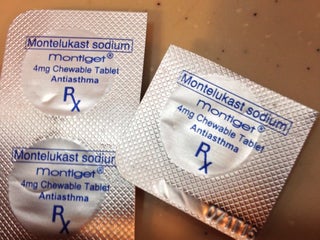 Montelukast sodium
montiget®
4mg Chewable Tablet
Antiasthma
Rx
Montelukast sodiur
montiget®
4mg Chewable Tablet
Antiasthma
Rx
Montelukast sodium
montiget®
4mg Chewable Tablet
Antiasthma
Rx